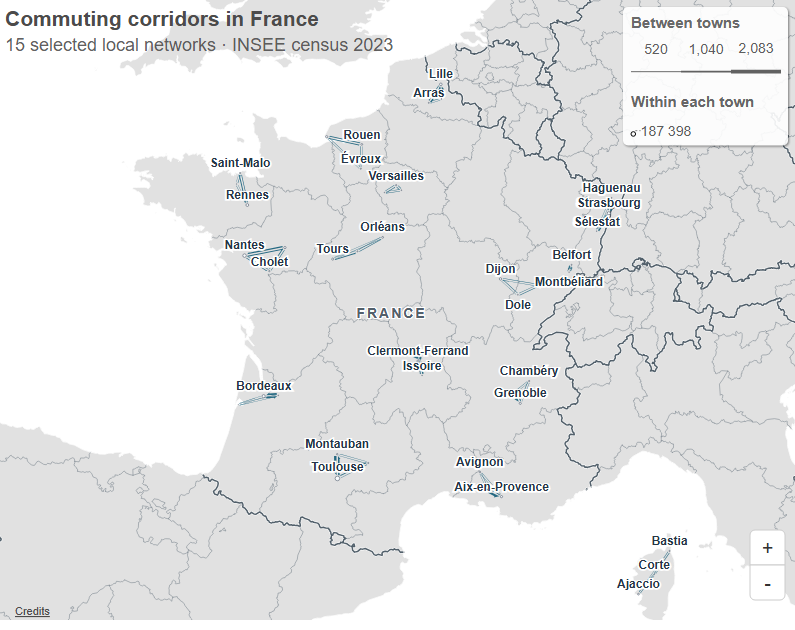 Commuting corridors in France
15 selected local networks · INSEE census 2023
Between towns
520 1,040 2,083
Within each town
187 398
Lille
Arras
Rouen
Évreux
Versailles
Saint-Malo
Rennes
Haguenau
Strasbourg
Sélestat
Orléans
Tours
Nantes
Cholet
Belfort
Dijon
Montbéliard
Dole
FRANCE
Clermont-Ferrand
Issoire
Chambéry
Grenoble
Bordeaux
Montauban
Toulouse
Avignon
Aix-en-Provence
Bastia
Corte
Ajaccio
+
-
Credits